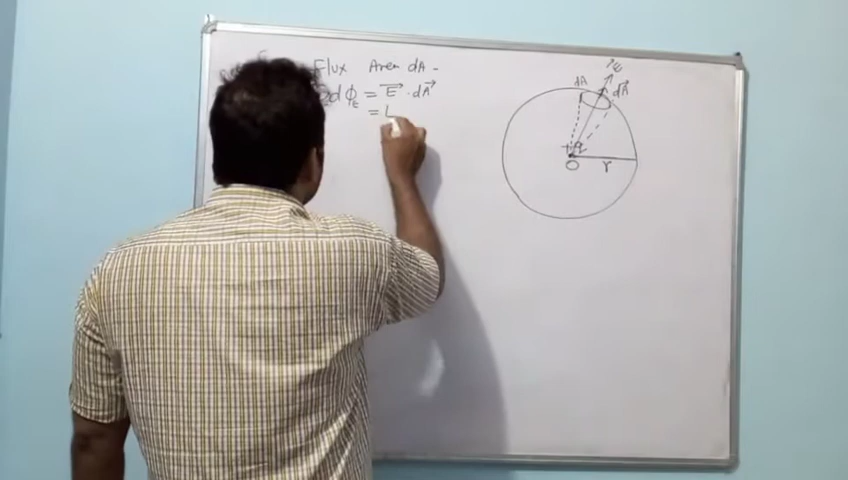 Flux Area dA -
dϕE = E⃗ . dA⃗
=
dA
E
dA⃗
+q
O
r